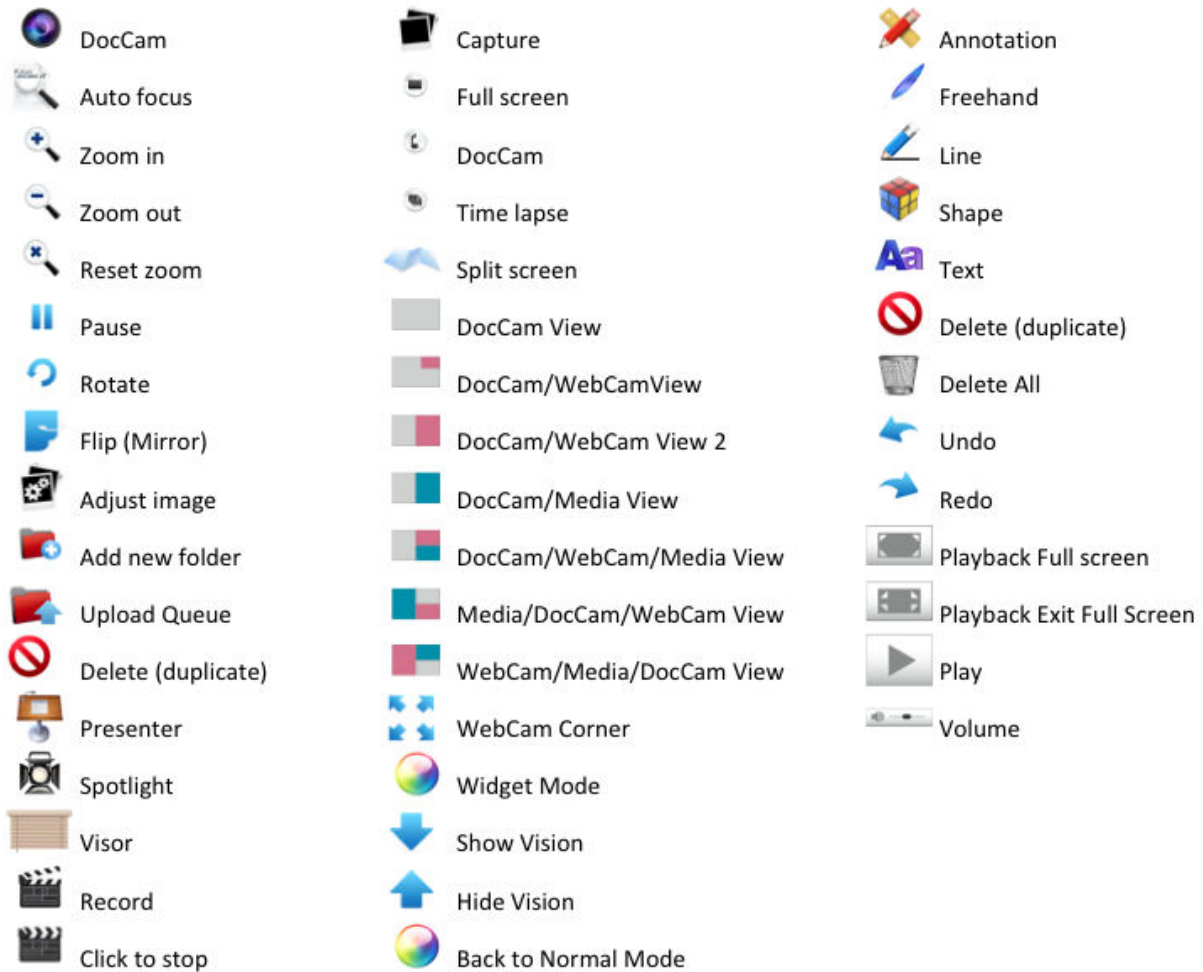 DocCam
Auto focus
Zoom in
Zoom out
Reset zoom
Pause
Rotate
Flip (Mirror)
Adjust image
Add new folder
Upload Queue
Delete (duplicate)
Presenter
Spotlight
Visor
Record
Click to stop
Capture
Full screen
DocCam
Time lapse
Split screen
DocCam View
DocCam/WebCamView
DocCam/WebCam View 2
DocCam/Media View
DocCam/WebCam/Media View
Media/DocCam/WebCam View
WebCam/Media/DocCam View
WebCam Corner
Widget Mode
Show Vision
Hide Vision
Back to Normal Mode
Annotation
Freehand
Line
Shape
Aa Text
Delete (duplicate)
Delete All
Undo
Redo
Playback Full screen
Playback Exit Full Screen
Play
Volume